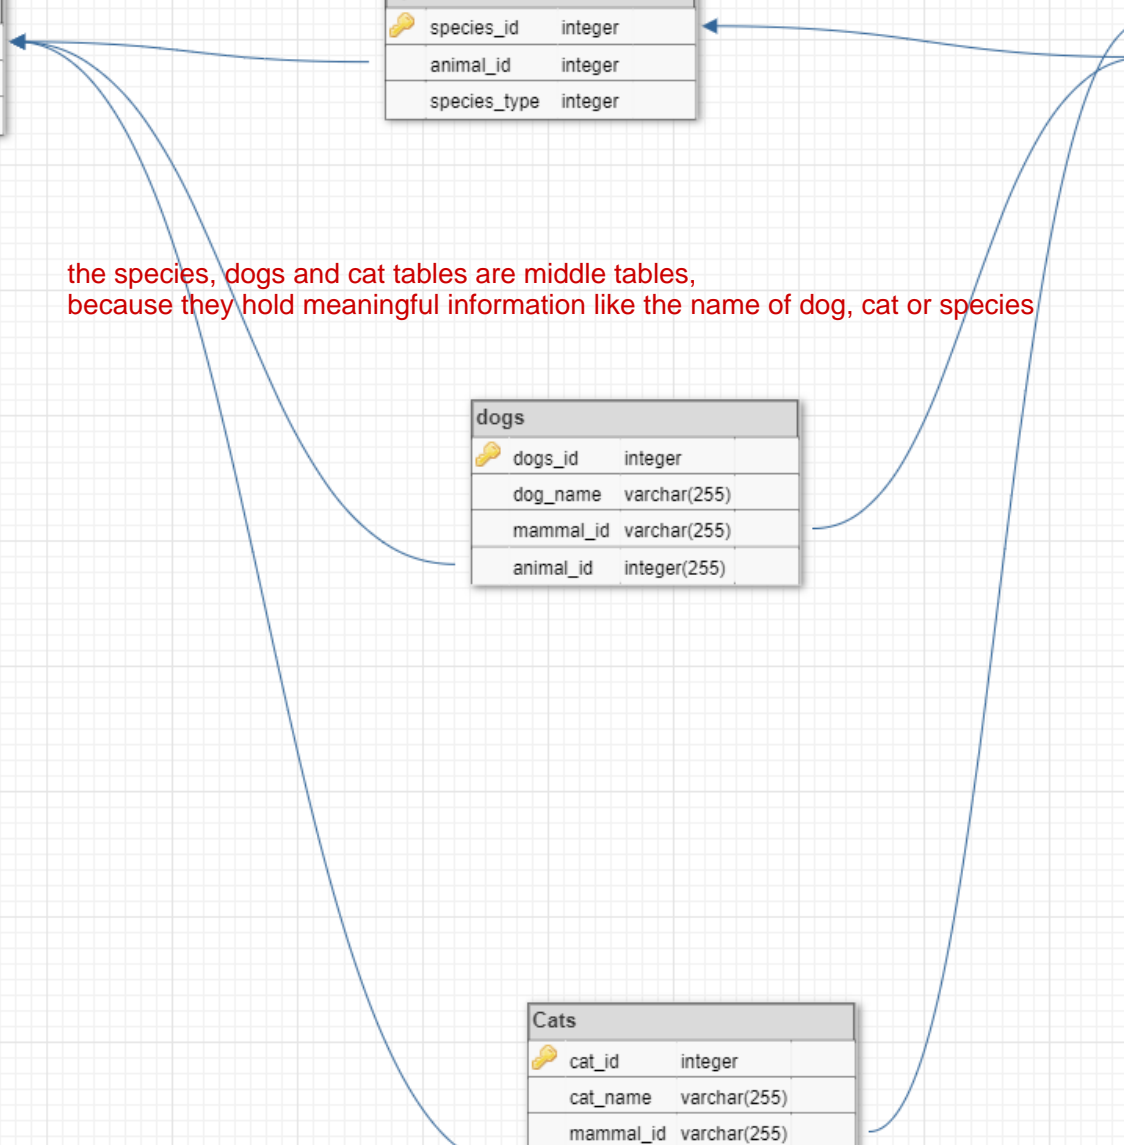 species_id integer
animal_id integer
species_type integer
the species, dogs and cat tables are middle tables,
because they hold meaningful information like the name of dog, cat or species
dogs
dogs_id integer
dog_name varchar(255)
mammal_id varchar(255)
animal_id integer(255)
Cats
cat_id integer
cat_name varchar(255)
mammal_id varchar(255)